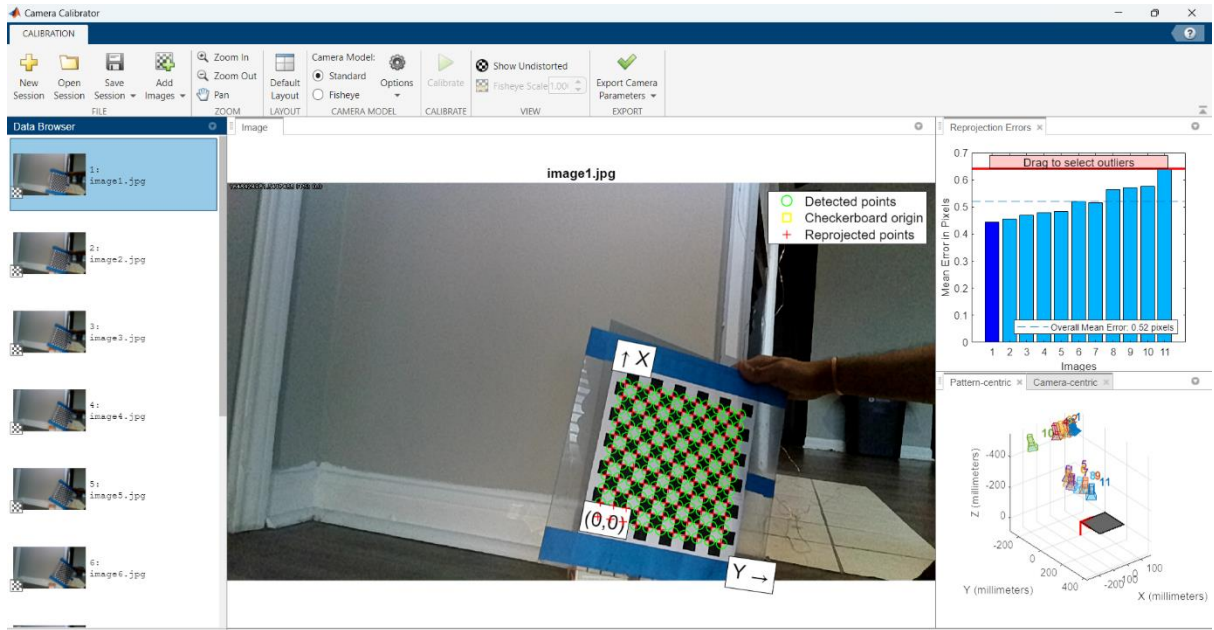 Camera Calibrator
CALIBRATION
New Session
Open Session
Save Session
Add Images
FILE
Zoom In
Zoom Out
Pan
ZOOM
Default Layout
LAYOUT
Camera Model:
Standard
Fisheye
Options
CAMERA MODEL
Calibrate
CALIBRATE
Show Undistorted
Fisheye Scale
VIEW
Export Camera Parameters
EXPORT
Data Browser
1:
image1.jpg
2:
image2.jpg
3:
image3.jpg
4:
image4.jpg
5:
image5.jpg
6:
image6.jpg
Image
image1.jpg
Detected points
Checkerboard origin
Reprojected points
↑ X
(0,0)
Y →
Reprojection Errors
0.7
0.6
0.5
0.4
0.3
0.2
0.1
0
Mean Error in Pixels
Drag to select outliers
Overall Mean Error: 0.52 pixels
1 2 3 4 5 6 7 8 9 10 11
Images
Pattern-centric
Camera-centric
-400
-200
0
Z (millimeters)
-200
0
200
400
Y (millimeters)
-200
0
100
X (millimeters)
11